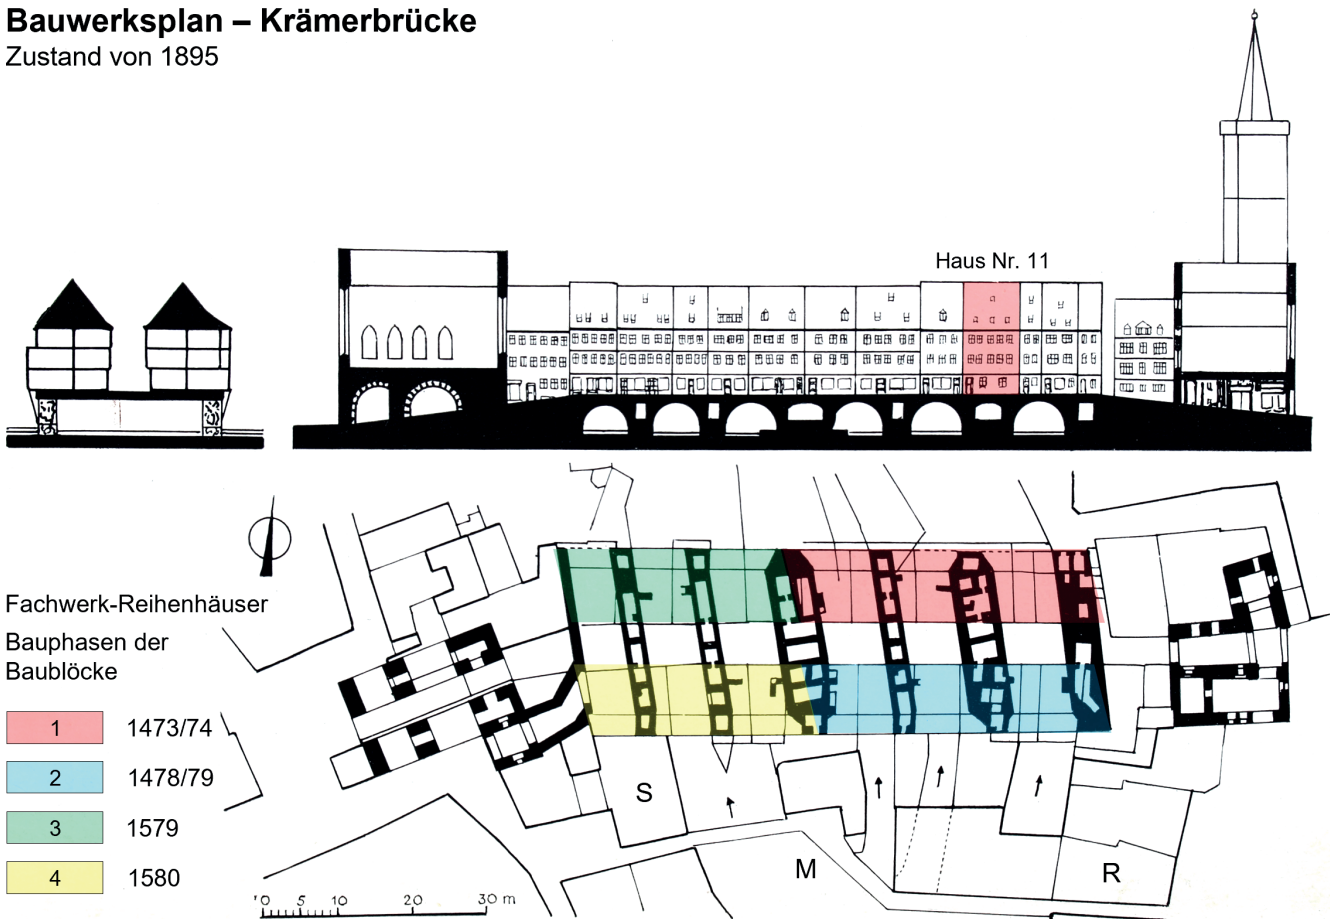 Bauwerksplan – Krämerbrücke
Zustand von 1895
Haus Nr. 11
Fachwerk-Reihenhäuser
Bauphasen der
Baublöcke
1 1473/74
2 1478/79
3 1579
4 1580
S
M
R
0 5 10 20 30 m